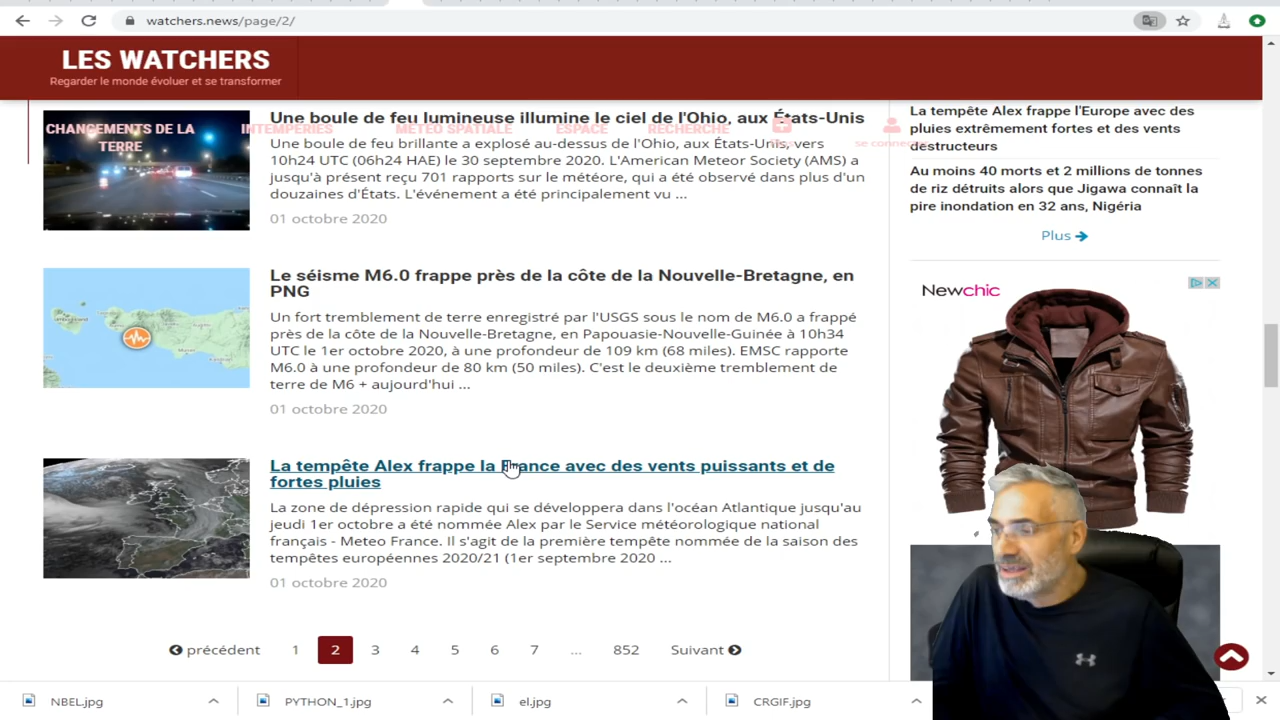 watchers.news/page/2/
LES WATCHERS
Regarder le monde évoluer et se transformer
CHANGEMENTS DE LA
TERRE
INTEMPÉRIES
MÉTÉO SPATIALE
ESPACE
RECHERCHE
se connecter
Une boule de feu lumineuse illumine le ciel de l'Ohio, aux États-Unis
Une boule de feu brillante a explosé au-dessus de l'Ohio, aux États-Unis, vers
10h24 UTC (06h24 HAE) le 30 septembre 2020. L'American Meteor Society (AMS) a
jusqu'à présent reçu 701 rapports sur le météore, qui a été observé dans plus d'un
douzaines d'États. L'événement a été principalement vu ...
01 octobre 2020
Le séisme M6.0 frappe près de la côte de la Nouvelle-Bretagne, en
PNG
Un fort tremblement de terre enregistré par l'USGS sous le nom de M6.0 a frappé
près de la côte de la Nouvelle-Bretagne, en Papouasie-Nouvelle-Guinée à 10h34
UTC le 1er octobre 2020, à une profondeur de 109 km (68 miles). EMSC rapporte
M6.0 à une profondeur de 80 km (50 miles). C'est le deuxième tremblement de
terre de M6 + aujourd'hui ...
01 octobre 2020
La tempête Alex frappe la France avec des vents puissants et de
fortes pluies
La zone de dépression rapide qui se développera dans l'océan Atlantique jusqu'au
jeudi 1er octobre a été nommée Alex par le Service météorologique national
français - Meteo France. Il s'agit de la première tempête nommée de la saison des
tempêtes européennes 2020/21 (1er septembre 2020 ...
01 octobre 2020
précédent 1 2 3 4 5 6 7 ... 852 Suivant
La tempête Alex frappe l'Europe avec des
pluies extrêmement fortes et des vents
destructeurs
Au moins 40 morts et 2 millions de tonnes
de riz détruits alors que Jigawa connaît la
pire inondation en 32 ans, Nigéria
Plus
Newchic
NBEL.jpg
PYTHON_1.jpg
el.jpg
CRGIF.jpg